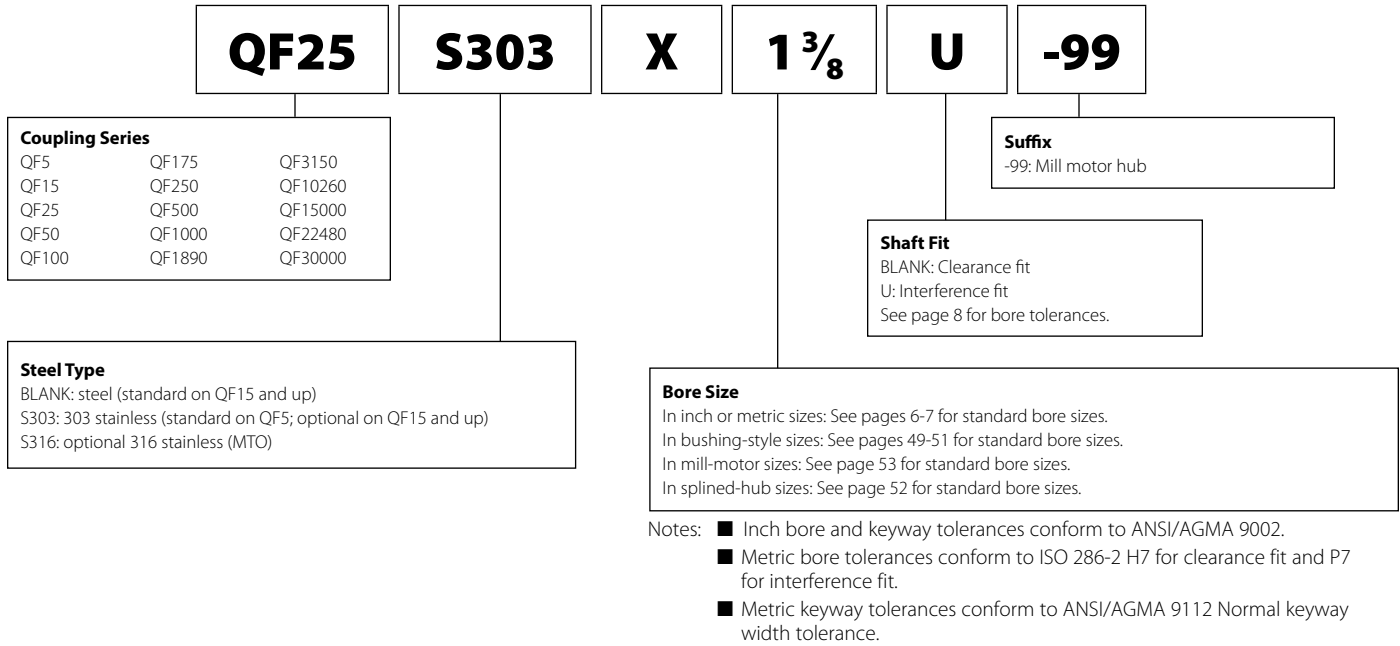 QF25 S303 X 1 3/8 U -99
Coupling Series
QF5 QF175 QF3150
QF15 QF250 QF10260
QF25 QF500 QF15000
QF50 QF1000 QF22480
QF100 QF1890 QF30000
Suffix
-99: Mill motor hub
Shaft Fit
BLANK: Clearance fit
U: Interference fit
See page 8 for bore tolerances.
Steel Type
BLANK: steel (standard on QF15 and up)
S303: 303 stainless (standard on QF5; optional on QF15 and up)
S316: optional 316 stainless (MTO)
Bore Size
In inch or metric sizes: See pages 6-7 for standard bore sizes.
In bushing-style sizes: See pages 49-51 for standard bore sizes.
In mill-motor sizes: See page 53 for standard bore sizes.
In splined-hub sizes: See page 52 for standard bore sizes.
Notes: ■ Inch bore and keyway tolerances conform to ANSI/AGMA 9002.
■ Metric bore tolerances conform to ISO 286-2 H7 for clearance fit and P7
for interference fit.
■ Metric keyway tolerances conform to ANSI/AGMA 9112 Normal keyway
width tolerance.